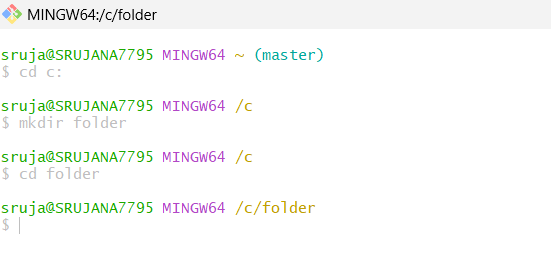 MINGW64:/c/folder
sruja@SRUJANA7795 MINGW64 ~ (master)
$ cd c:
sruja@SRUJANA7795 MINGW64 /c
$ mkdir folder
sruja@SRUJANA7795 MINGW64 /c
$ cd folder
sruja@SRUJANA7795 MINGW64 /c/folder
$